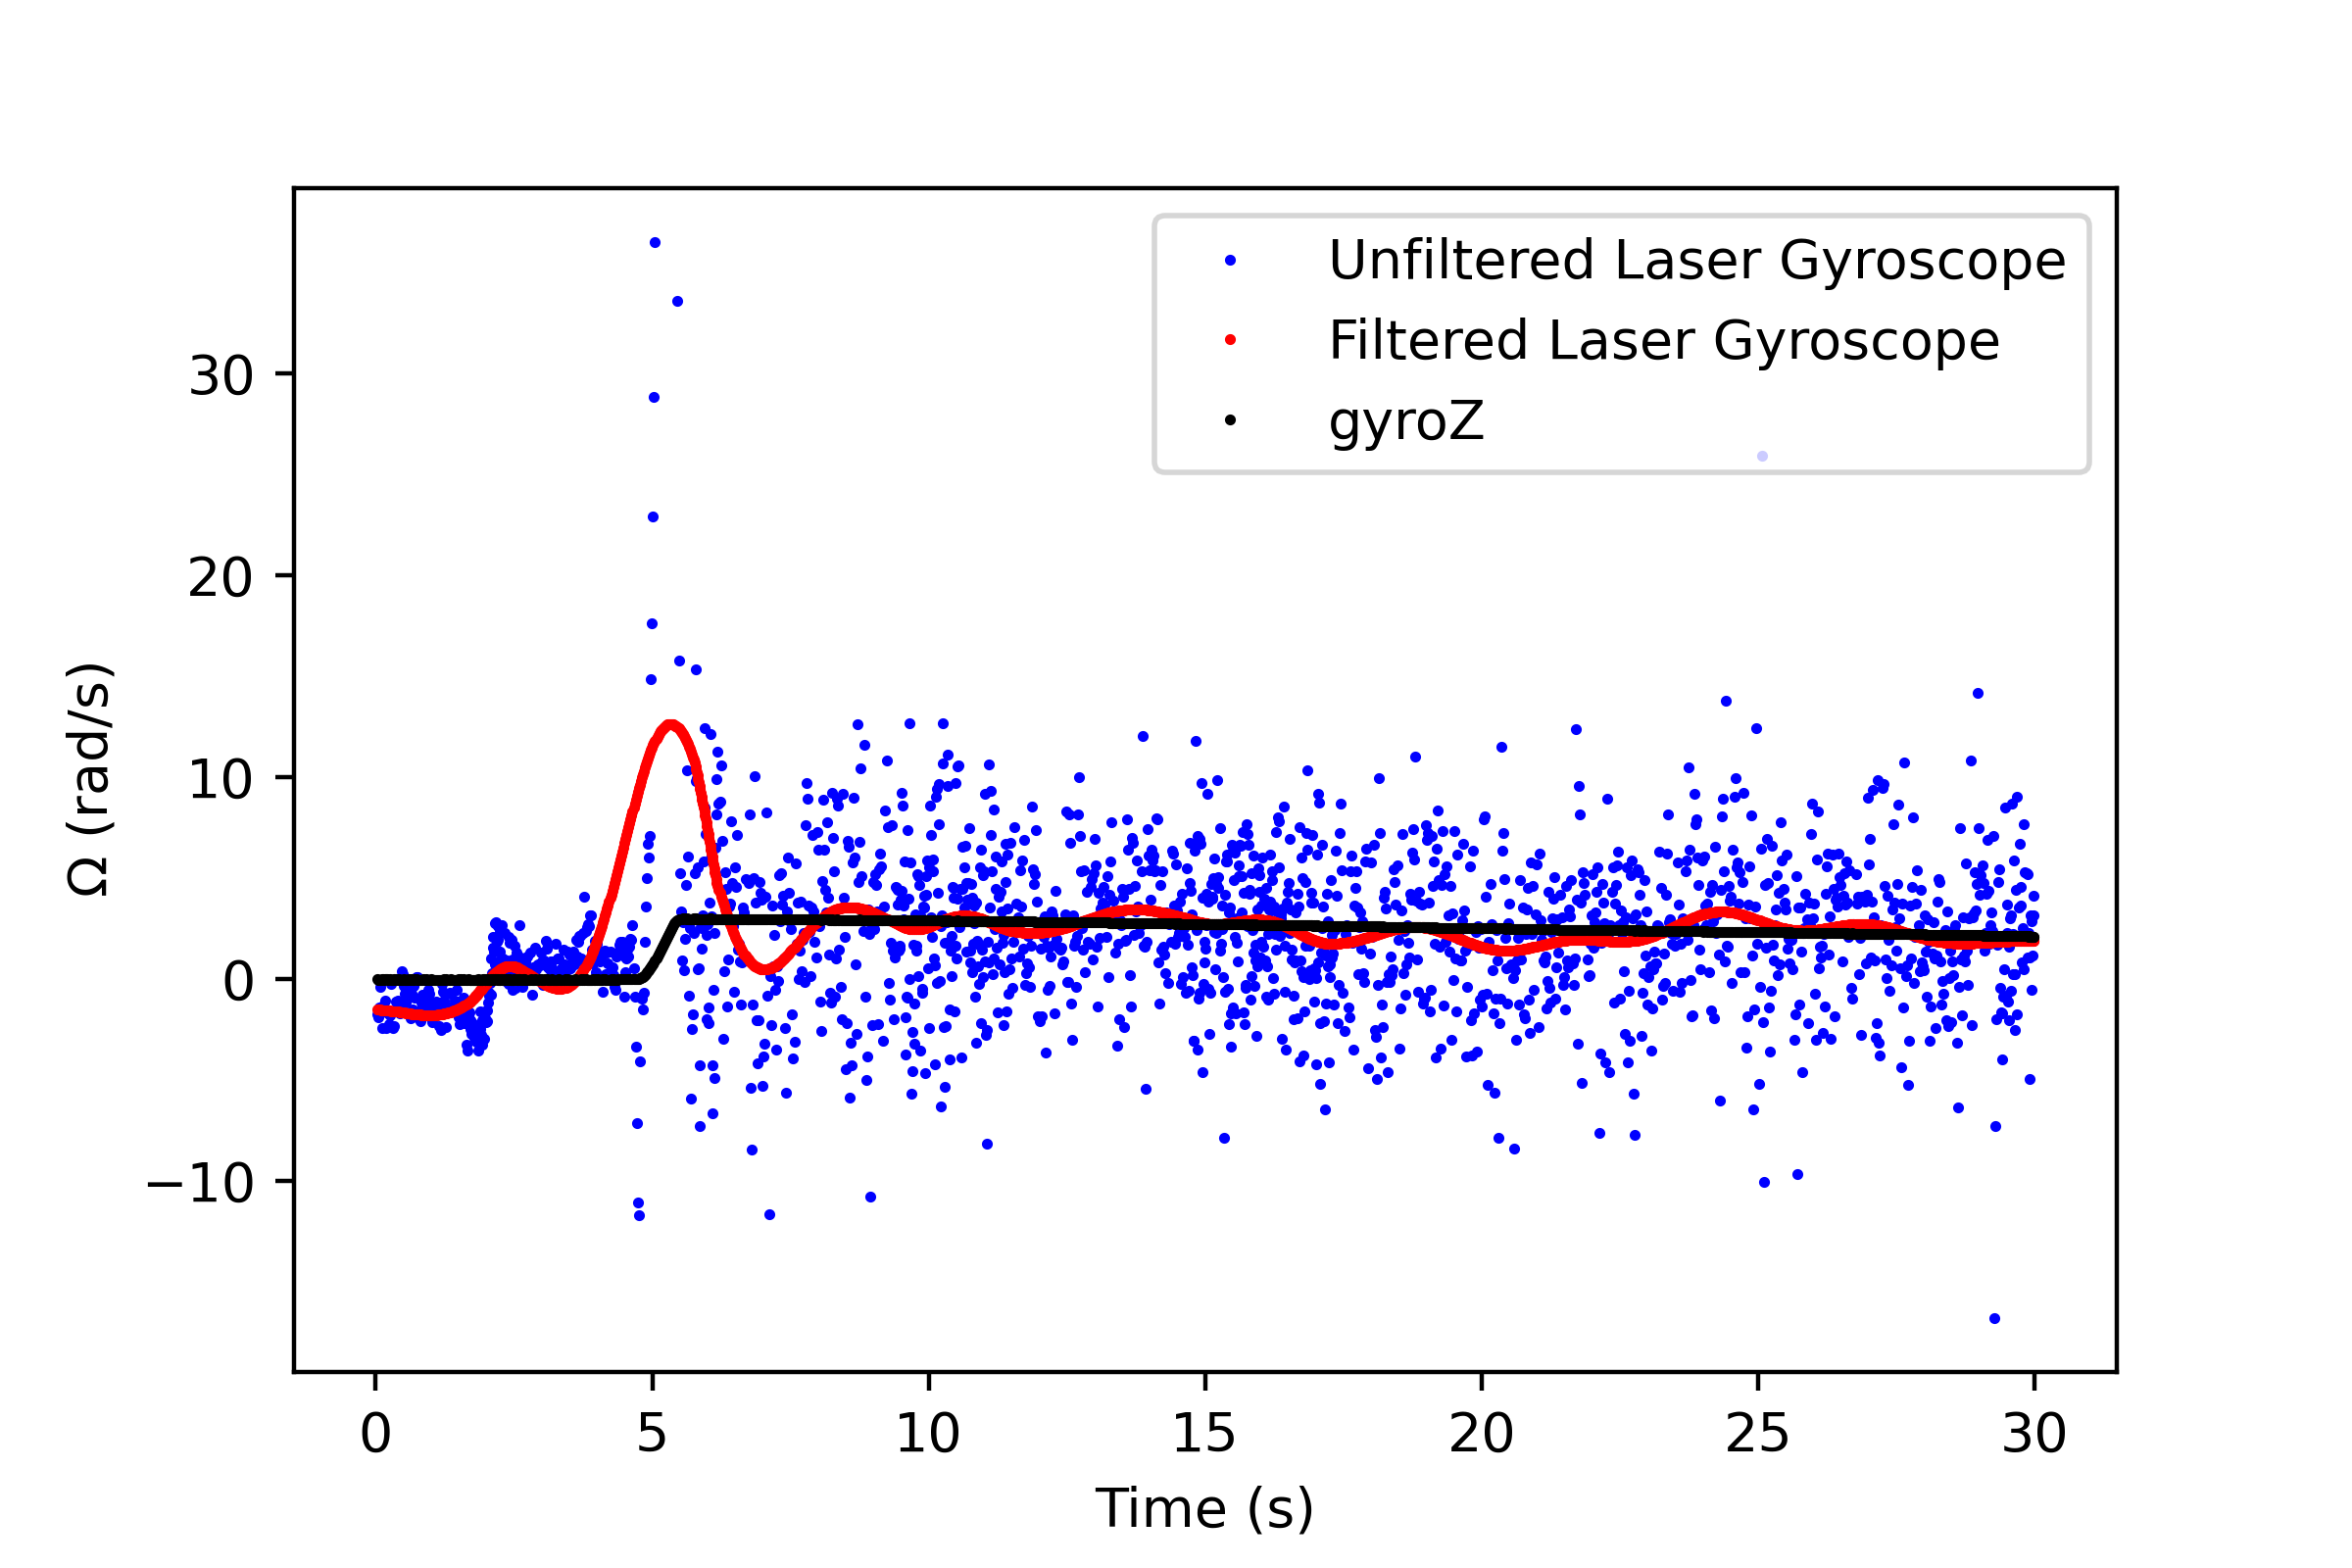 Unfiltered Laser Gyroscope
Filtered Laser Gyroscope
gyroZ
30
20
10
0
−10
Ω (rad/s)
0 5 10 15 20 25 30
Time (s)